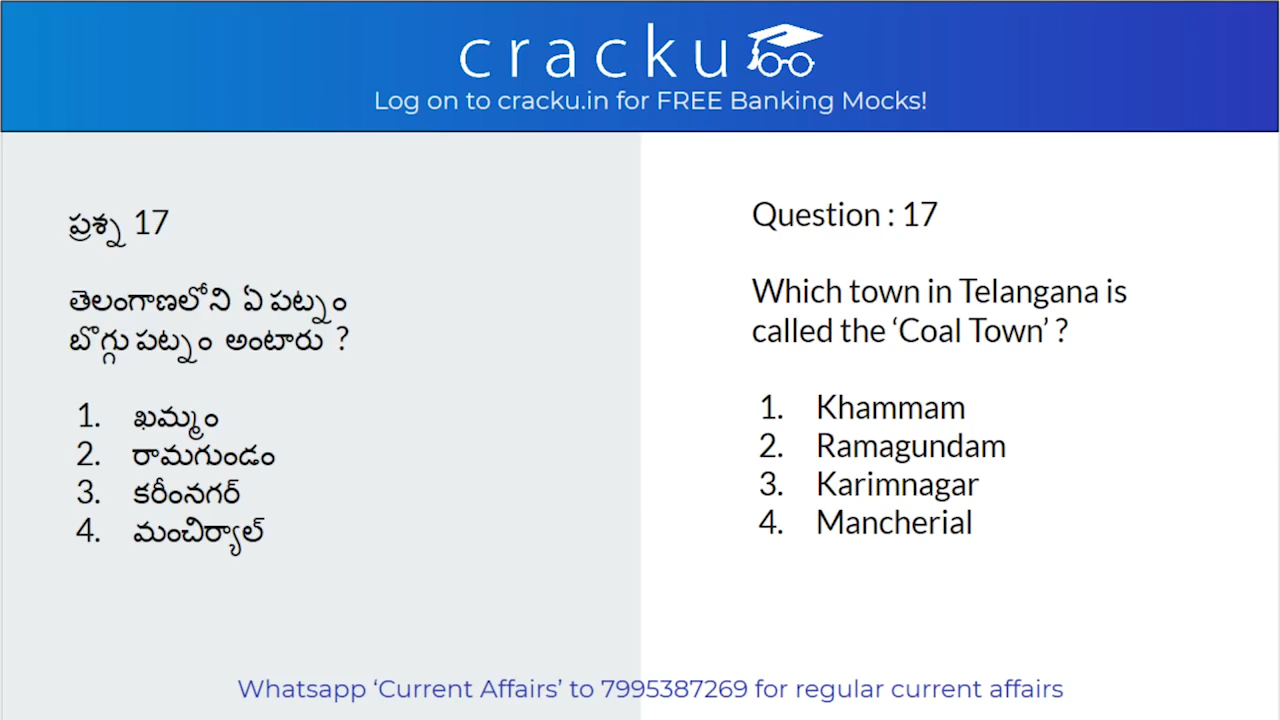 cracku
Log on to cracku.in for FREE Banking Mocks!
ప్రశ్న 17
తెలంగాణలోని ఏ పట్నం
బొగ్గు పట్నం అంటారు ?
1. ఖమ్మం
2. రామగుండం
3. కరీంనగర్
4. మంచిర్యాల్
Question : 17
Which town in Telangana is
called the ‘Coal Town’ ?
1. Khammam
2. Ramagundam
3. Karimnagar
4. Mancherial
Whatsapp ‘Current Affairs’ to 7995387269 for regular current affairs